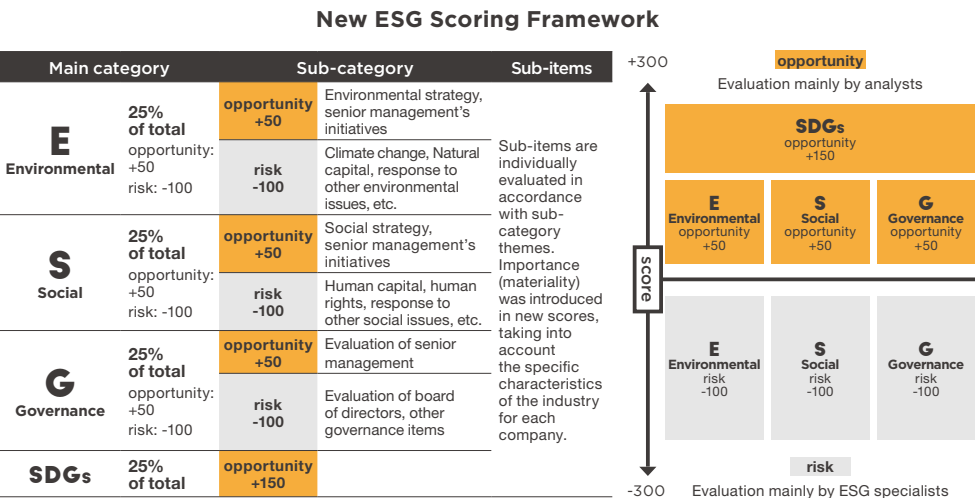 New ESG Scoring Framework
Main category
Sub-category
Sub-items
E
Environmental
25%
of total
opportunity:
+50
risk: -100
opportunity
+50
Environmental strategy,
senior management's
initiatives
risk
-100
Climate change, Natural
capital, response to
other environmental
issues, etc.
S
Social
25%
of total
opportunity:
+50
risk: -100
opportunity
+50
Social strategy,
senior management's
initiatives
risk
-100
Human capital, human
rights, response to
other social issues, etc.
G
Governance
25%
of total
opportunity:
+50
risk: -100
opportunity
+50
Evaluation of senior
management
risk
-100
Evaluation of board
of directors, other
governance items
SDGs
25%
of total
opportunity
+150
Sub-items are
individually
evaluated in
accordance
with sub-
category
themes.
Importance
(materiality)
was introduced
in new scores,
taking into
account
the specific
characteristics
of the industry
for each
company.
+300
opportunity
Evaluation mainly by analysts
SDGs
opportunity
+150
E
Environmental
opportunity
+50
S
Social
opportunity
+50
G
Governance
opportunity
+50
score
E
Environmental
risk
-100
S
Social
risk
-100
G
Governance
risk
-100
risk
-300
Evaluation mainly by ESG specialists